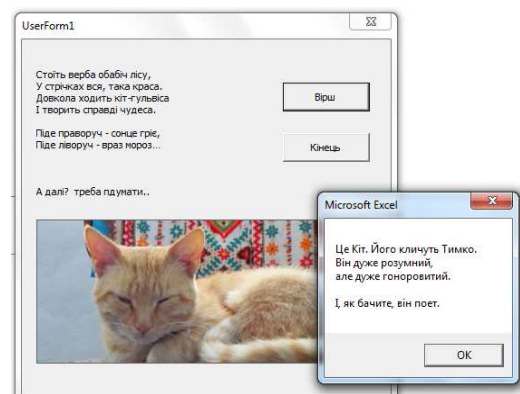 UserForm1
Стоїть верба обабіч лісу,
У стрічках вся, така краса.
Довкола ходить кіт-гульвіса
І творить справді чудеса.
Піде праворуч - сонце гріє,
Піде ліворуч - враз мороз...
А далі? треба пдумати..
Вірш
Кінець
Microsoft Excel
Це Кіт. Його кличуть Тимко.
Він дуже розумний,
але дуже гоноровитий.
І, як бачите, він поет.
OK